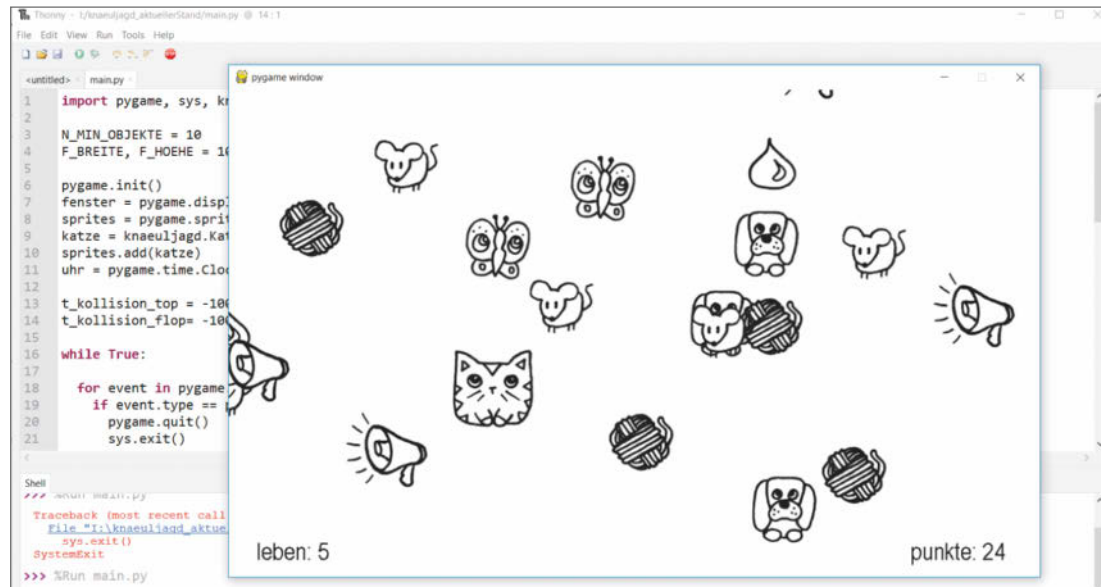 Thonny - I:/knaeuljagd_aktuellerStand/main.py @ 14 : 1
File Edit View Run Tools Help
<untitled> × main.py ×
pygame window
1 import pygame, sys, kn
2
3 N_MIN_OBJEKTE = 10
4 F_BREITE, F_HOEHE = 10
5
6 pygame.init()
7 fenster = pygame.displ
8 sprites = pygame.sprit
9 katze = knaeuljagd.Kat
10 sprites.add(katze)
11 uhr = pygame.time.Cloc
12
13 t_kollision_top = -100
14 t_kollision_flop= -100
15
16 while True:
17
18 for event in pygame
19 if event.type == p
20 pygame.quit()
21 sys.exit()
Shell
>>> %Run main.py
Traceback (most recent call
File "I:\knaeuljagd_aktue
sys.exit()
SystemExit
>>> %Run main.py
leben: 5
punkte: 24